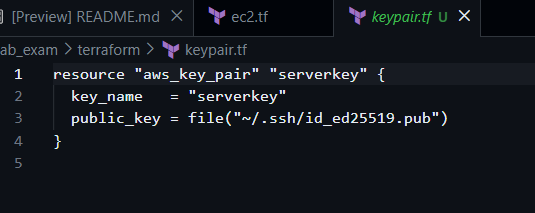 [Preview] README.md ec2.tf keypair.tf U
ab_exam > terraform > keypair.tf
1 resource "aws_key_pair" "serverkey" {
2 key_name   = "serverkey"
3 public_key = file("~/.ssh/id_ed25519.pub")
4 }
5